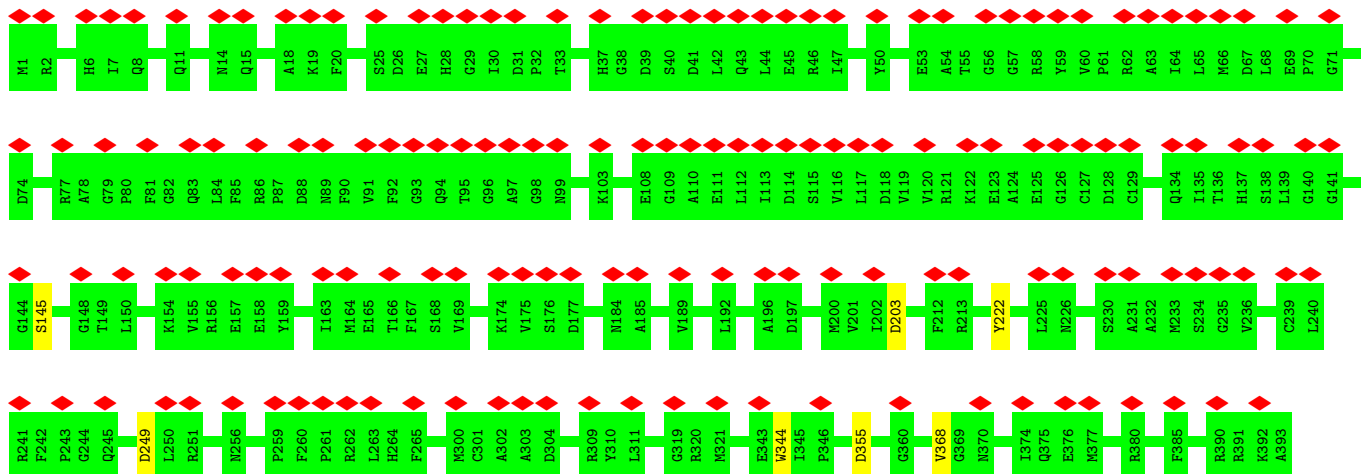 M1 R2 H6 I7 Q8 Q11 N14 Q15 A18 K19 F20 S25 D26 E27 H28 G29 I30 D31 P32 T33 H37 G38 D39 S40 D41 L42 Q43 L44 E45 R46 I47 Y50 E53 A54 T55 G56 G57 R58 Y59 V60 P61 R62 A63 I64 L65 M66 D67 L68 E69 P70 G71
D74 R77 A78 G79 P80 F81 G82 Q83 L84 F85 R86 P87 D88 N89 F90 V91 F92 G93 Q94 T95 G96 A97 G98 N99 K103 E108 G109 A110 E111 L112 I113 D114 S115 V116 L117 D118 V119 V120 R121 K122 E123 A124 E125 G126 C127 D128 C129 Q134 I135 T136 H137 S138 L139 G140 G141
G144 S145 G148 T149 L150 K154 V155 R156 E157 E158 Y159 I163 M164 E165 T166 F167 S168 V169 K174 V175 S176 D177 N184 A185 V189 L192 A196 D197 M200 V201 I202 D203 F212 R213 Y222 L225 N226 S230 A231 A232 M233 S234 G235 V236 C239 L240
R241 F242 P243 G244 Q245 D249 L250 R251 N256 P259 F260 P261 R262 L263 H264 F265 M300 C301 A302 A303 D304 R309 Y310 L311 G319 R320 M321 E343 W344 I345 P346 D355 G360 V368 G369 N370 I374 Q375 E376 M377 R380 F385 R390 R391 K392 A393